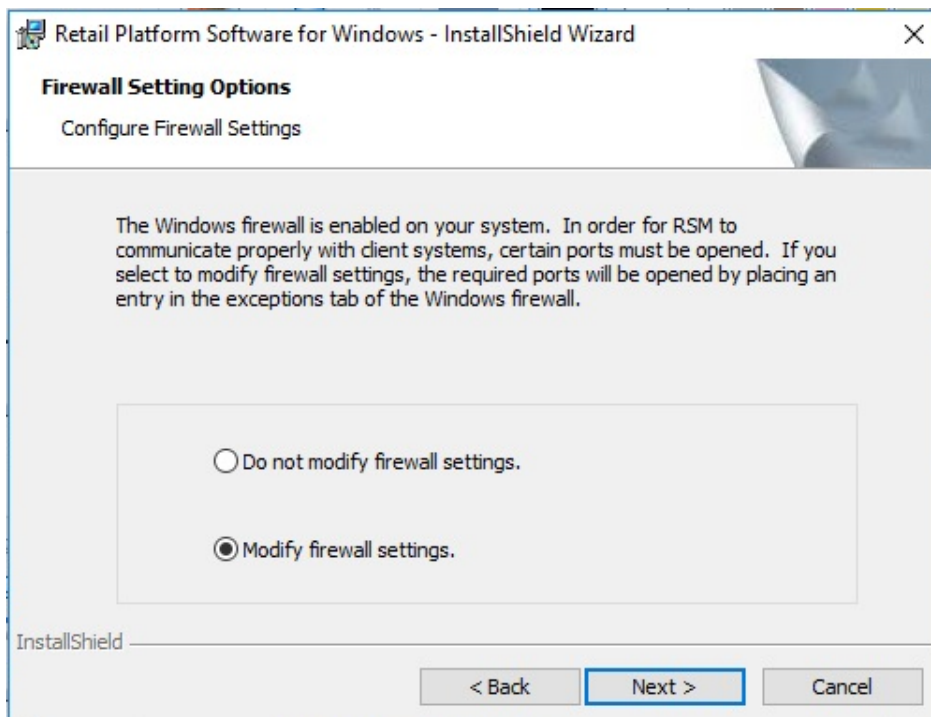 Retail Platform Software for Windows - InstallShield Wizard
Firewall Setting Options
Configure Firewall Settings
The Windows firewall is enabled on your system. In order for RSM to
communicate properly with client systems, certain ports must be opened. If you
select to modify firewall settings, the required ports will be opened by placing an
entry in the exceptions tab of the Windows firewall.
Do not modify firewall settings.
Modify firewall settings.
InstallShield
< Back
Next >
Cancel